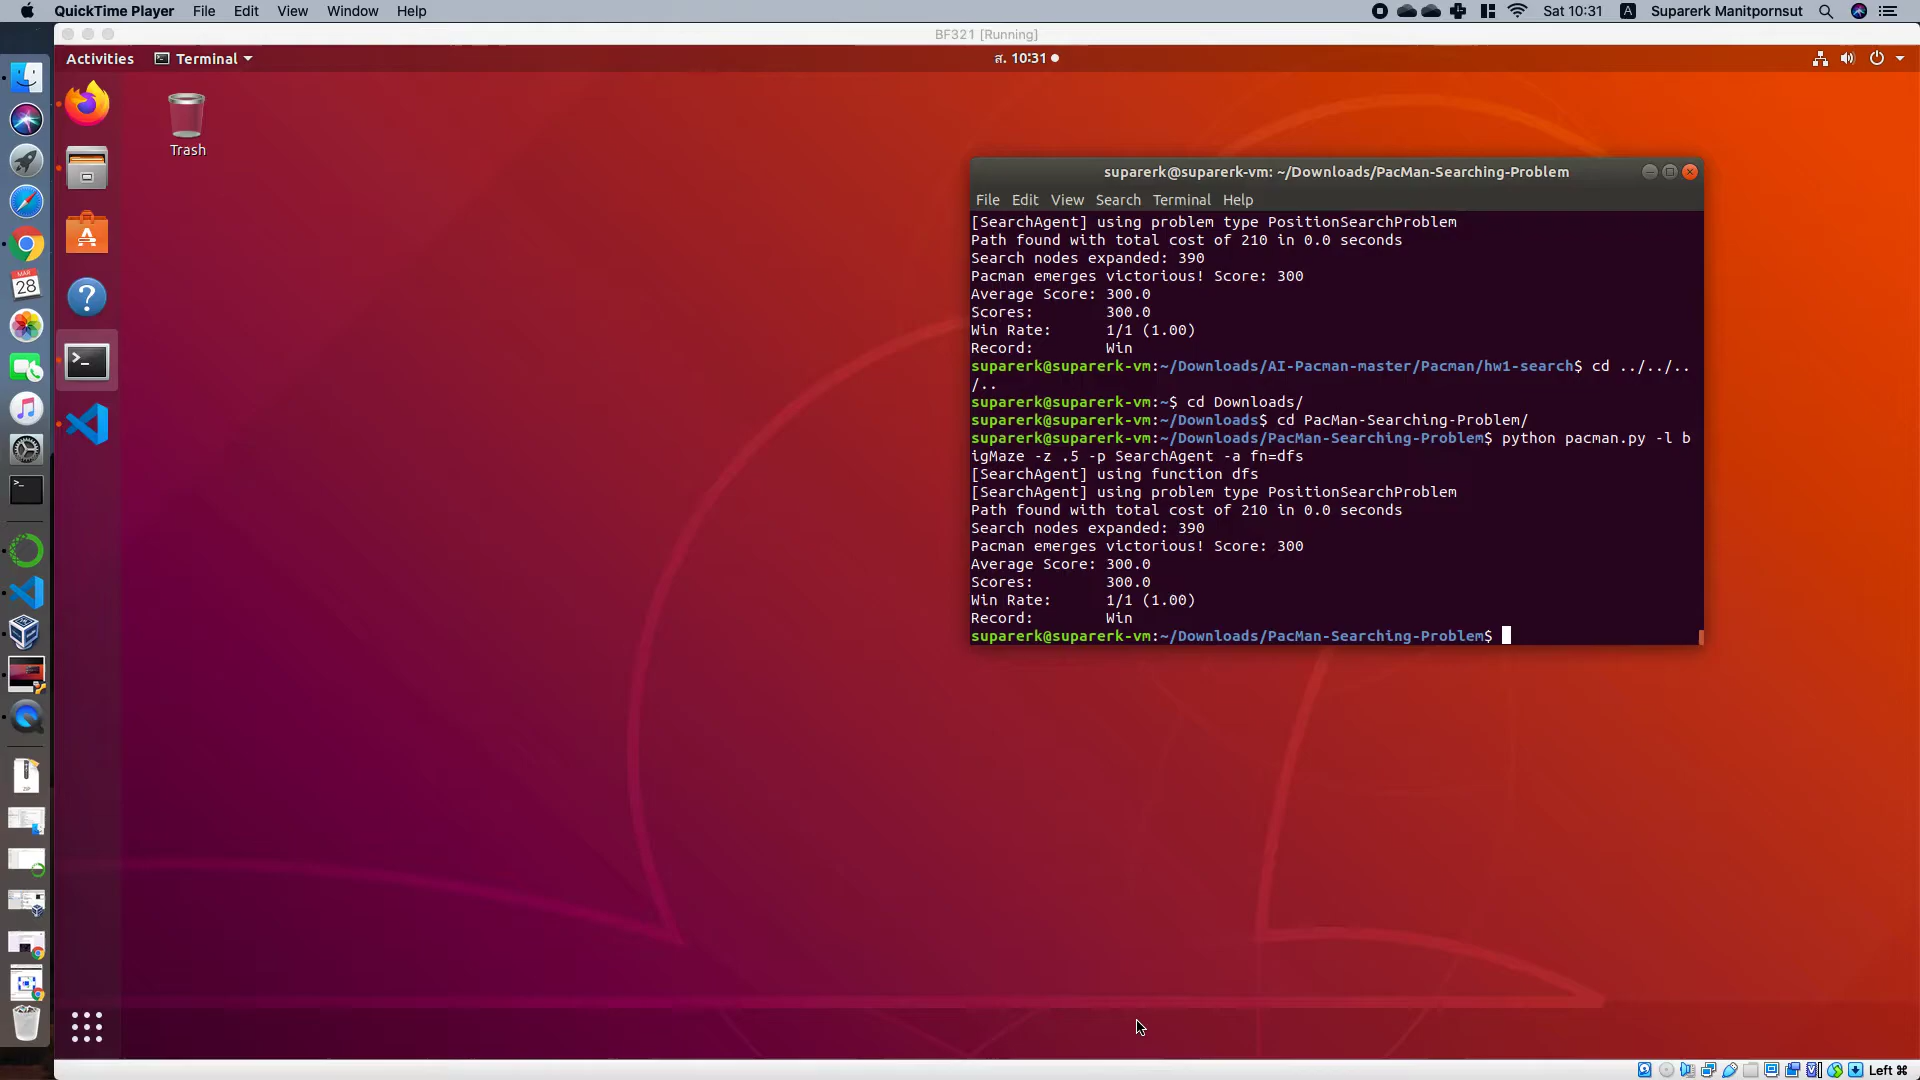 QuickTime Player File Edit View Window Help Sat 10:31 A Suparerk Manitpornsut
BF321 [Running]
Activities Terminal ส. 10:31
Trash
MAR
28
ZIP
suparerk@suparerk-vm: ~/Downloads/PacMan-Searching-Problem
File Edit View Search Terminal Help
[SearchAgent] using problem type PositionSearchProblem
Path found with total cost of 210 in 0.0 seconds
Search nodes expanded: 390
Pacman emerges victorious! Score: 300
Average Score: 300.0
Scores:        300.0
Win Rate:      1/1 (1.00)
Record:        Win
suparerk@suparerk-vm:~/Downloads/AI-Pacman-master/Pacman/hw1-search$ cd ../../..
/..
suparerk@suparerk-vm:~$ cd Downloads/
suparerk@suparerk-vm:~/Downloads$ cd PacMan-Searching-Problem/
suparerk@suparerk-vm:~/Downloads/PacMan-Searching-Problem$ python pacman.py -l b
igMaze -z .5 -p SearchAgent -a fn=dfs
[SearchAgent] using function dfs
[SearchAgent] using problem type PositionSearchProblem
Path found with total cost of 210 in 0.0 seconds
Search nodes expanded: 390
Pacman emerges victorious! Score: 300
Average Score: 300.0
Scores:        300.0
Win Rate:      1/1 (1.00)
Record:        Win
suparerk@suparerk-vm:~/Downloads/PacMan-Searching-Problem$
Left ⌘